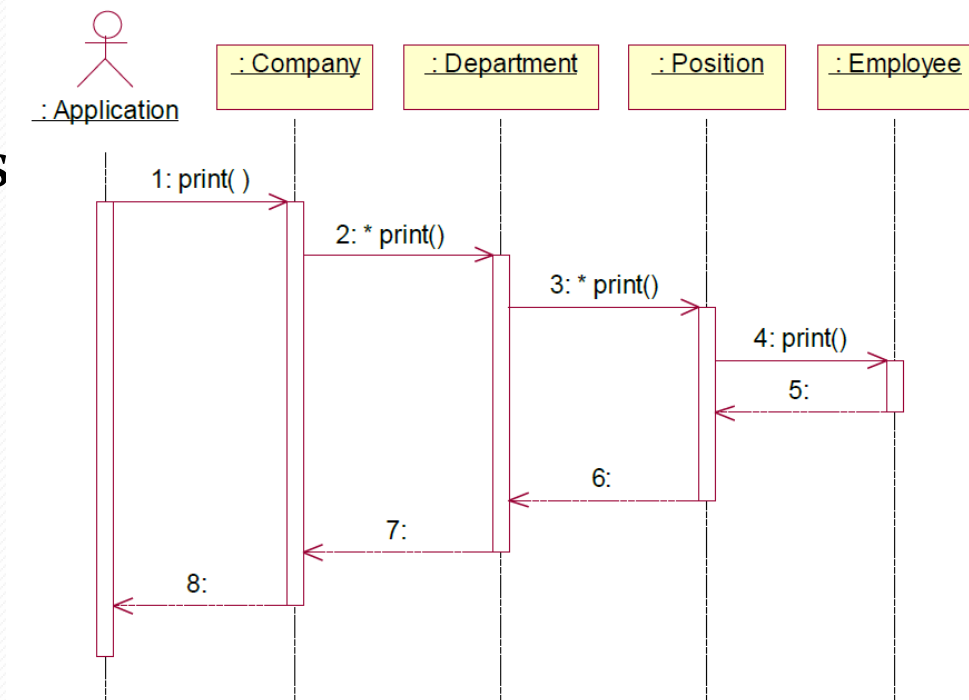 : Company
: Department
: Position
: Employee
: Application
s
1: print( )
2: * print()
3: * print()
4: print()
5:
6:
7:
8: